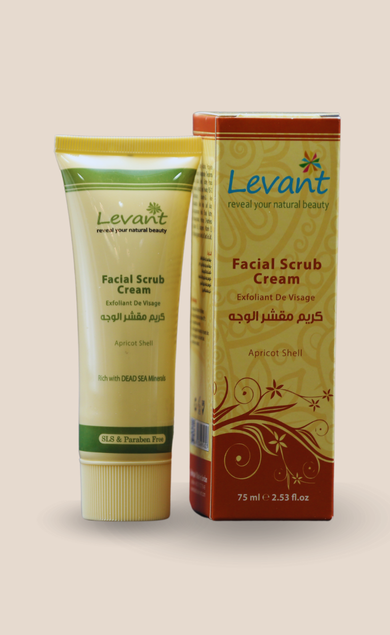 Levant
reveal your natural beauty
Facial Scrub
Cream
Exfoliant De Visage
كريم مقشر الوجه
Apricot Shell
Rich with DEAD SEA Minerals
SLS & Paraben Free
Levant
reveal your natural beauty
Facial Scrub
Cream
Exfoliant De Visage
كريم مقشر الوجه
Apricot Shell
75 ml ℮ 2.53 fl.oz